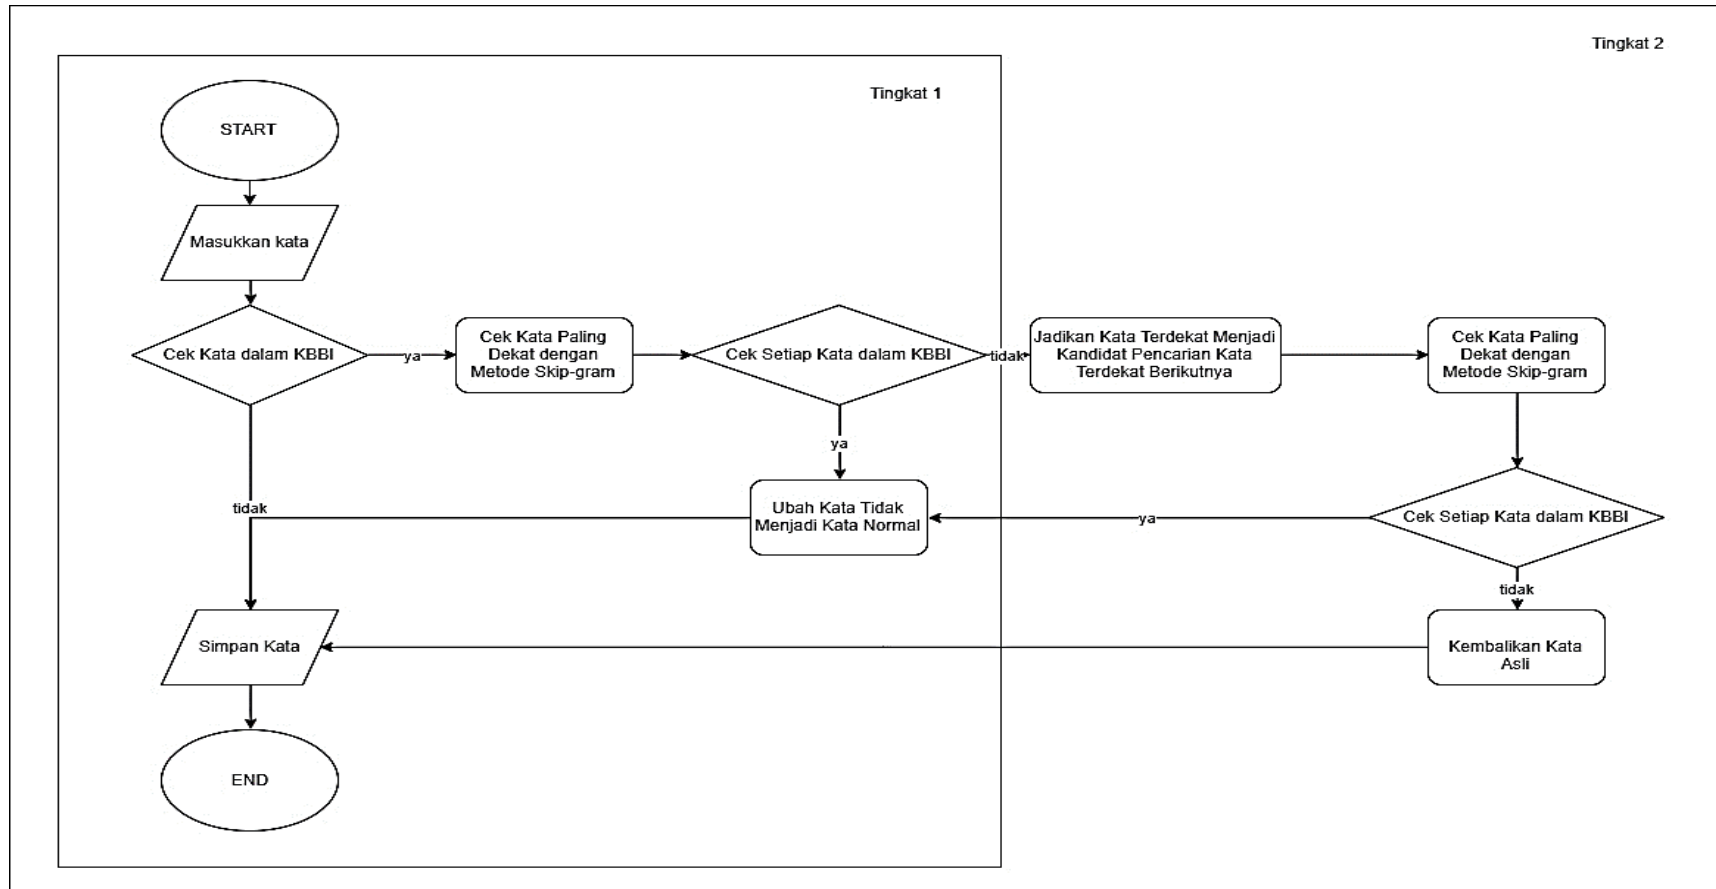 Tingkat 2
Tingkat 1
START
Masukkan kata
Cek Kata dalam KBBI
ya
Cek Kata Paling
Dekat dengan
Metode Skip-gram
Cek Setiap Kata dalam KBBI
tidak
Jadikan Kata Terdekat Menjadi
Kandidat Pencarian Kata
Terdekat Berikutnya
Cek Kata Paling
Dekat dengan
Metode Skip-gram
ya
tidak
Ubah Kata Tidak
Menjadi Kata Normal
ya
Cek Setiap Kata dalam KBBI
tidak
Simpan Kata
Kembalikan Kata
Asli
END